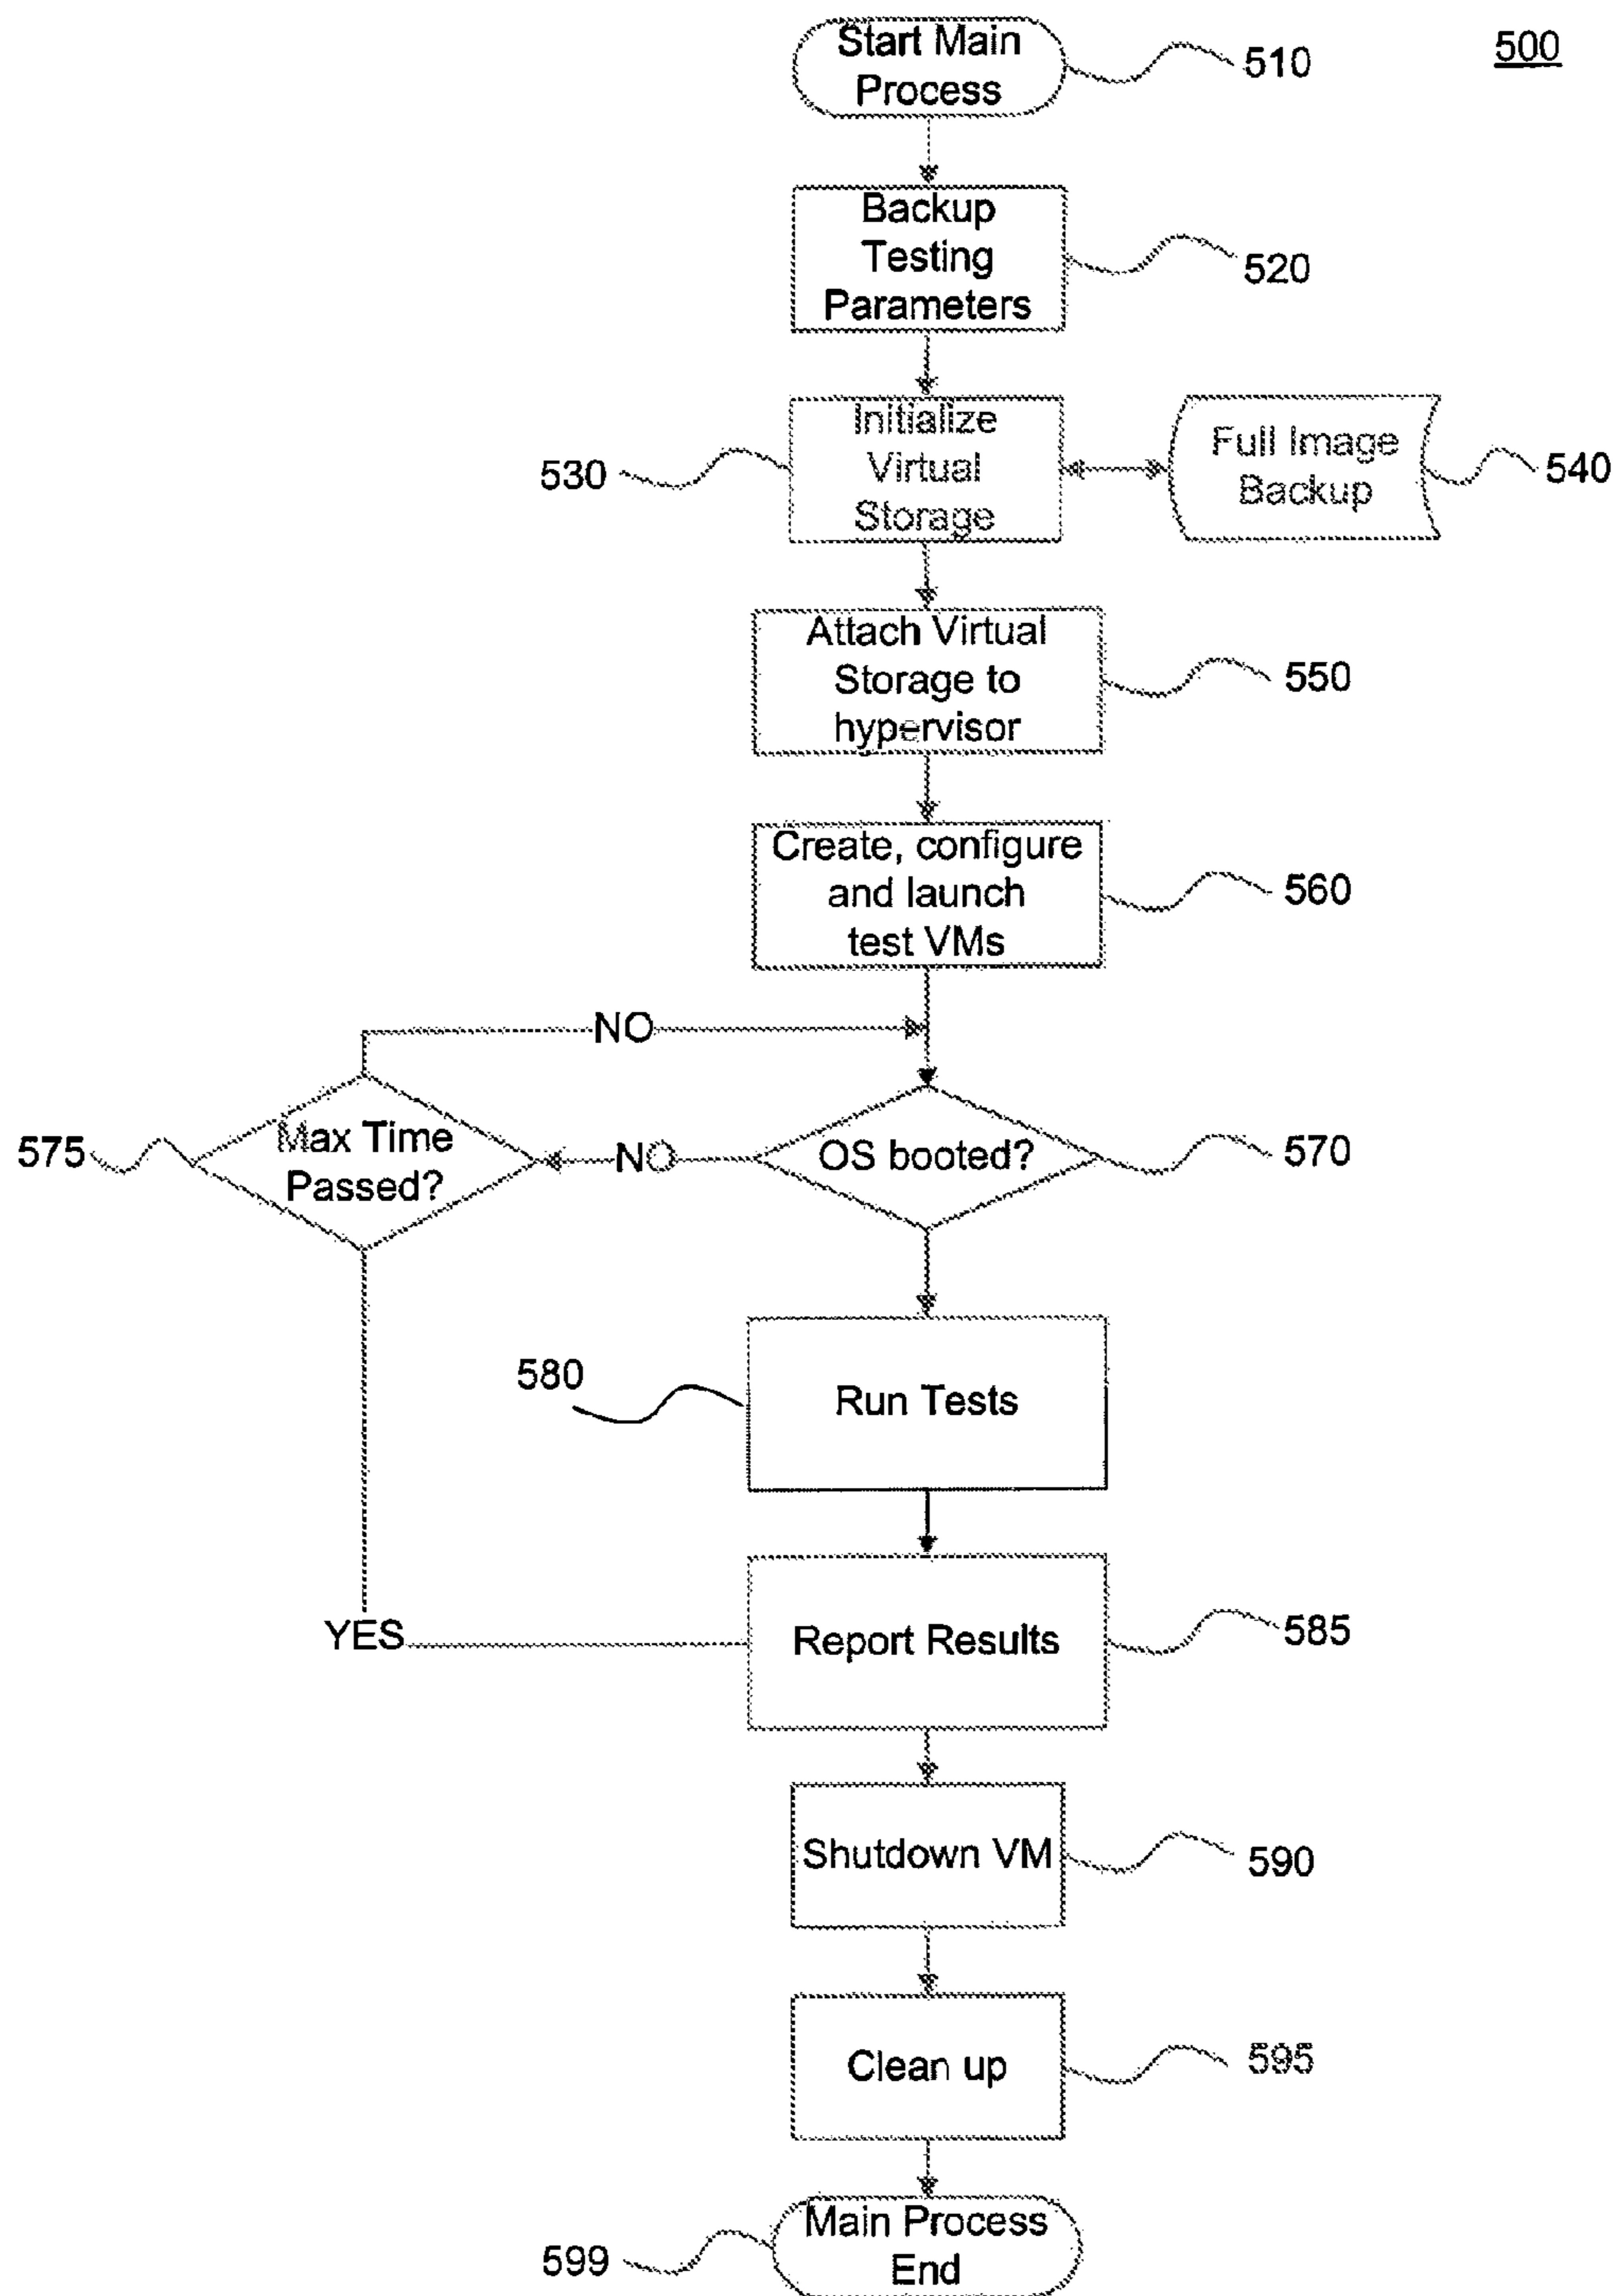 500
Start Main
Process
510
Backup
Testing
Parameters
520
Initialize
Virtual
Storage
530
Full Image
Backup
540
Attach Virtual
Storage to
hypervisor
550
Create, configure
and launch
test VMs
560
NO
Max Time
Passed?
575
NO
OS booted?
570
580
Run Tests
YES
Report Results
585
Shutdown VM
590
Clean up
595
Main Process
End
599